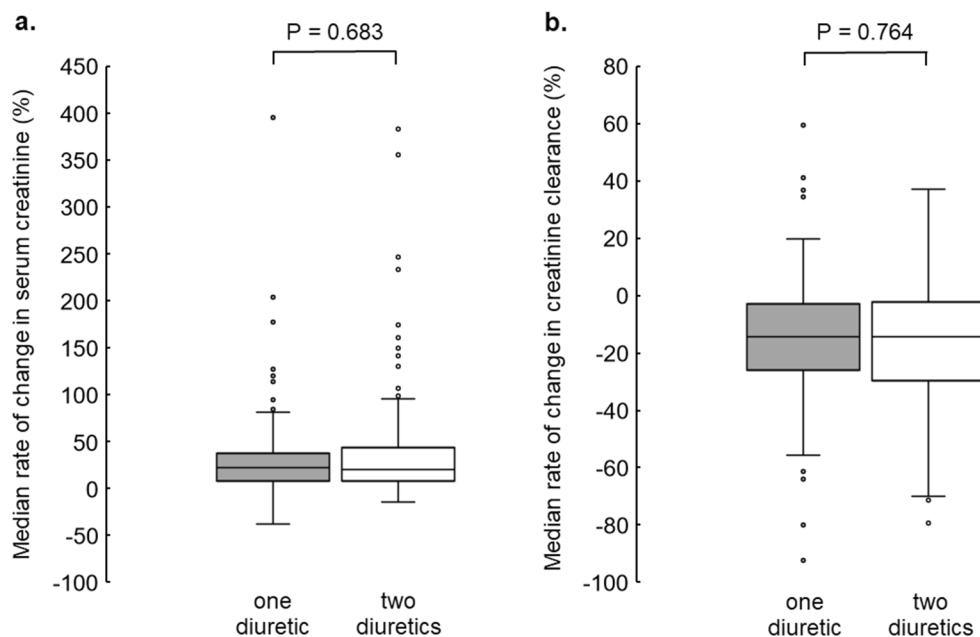 a.
P = 0.683
Median rate of change in serum creatinine (%)
450
400
350
300
250
200
150
100
50
0
-50
-100
one
diuretic
two
diuretics
b.
P = 0.764
Median rate of change in creatinine clearance (%)
80
60
40
20
0
-20
-40
-60
-80
-100
one
diuretic
two
diuretics